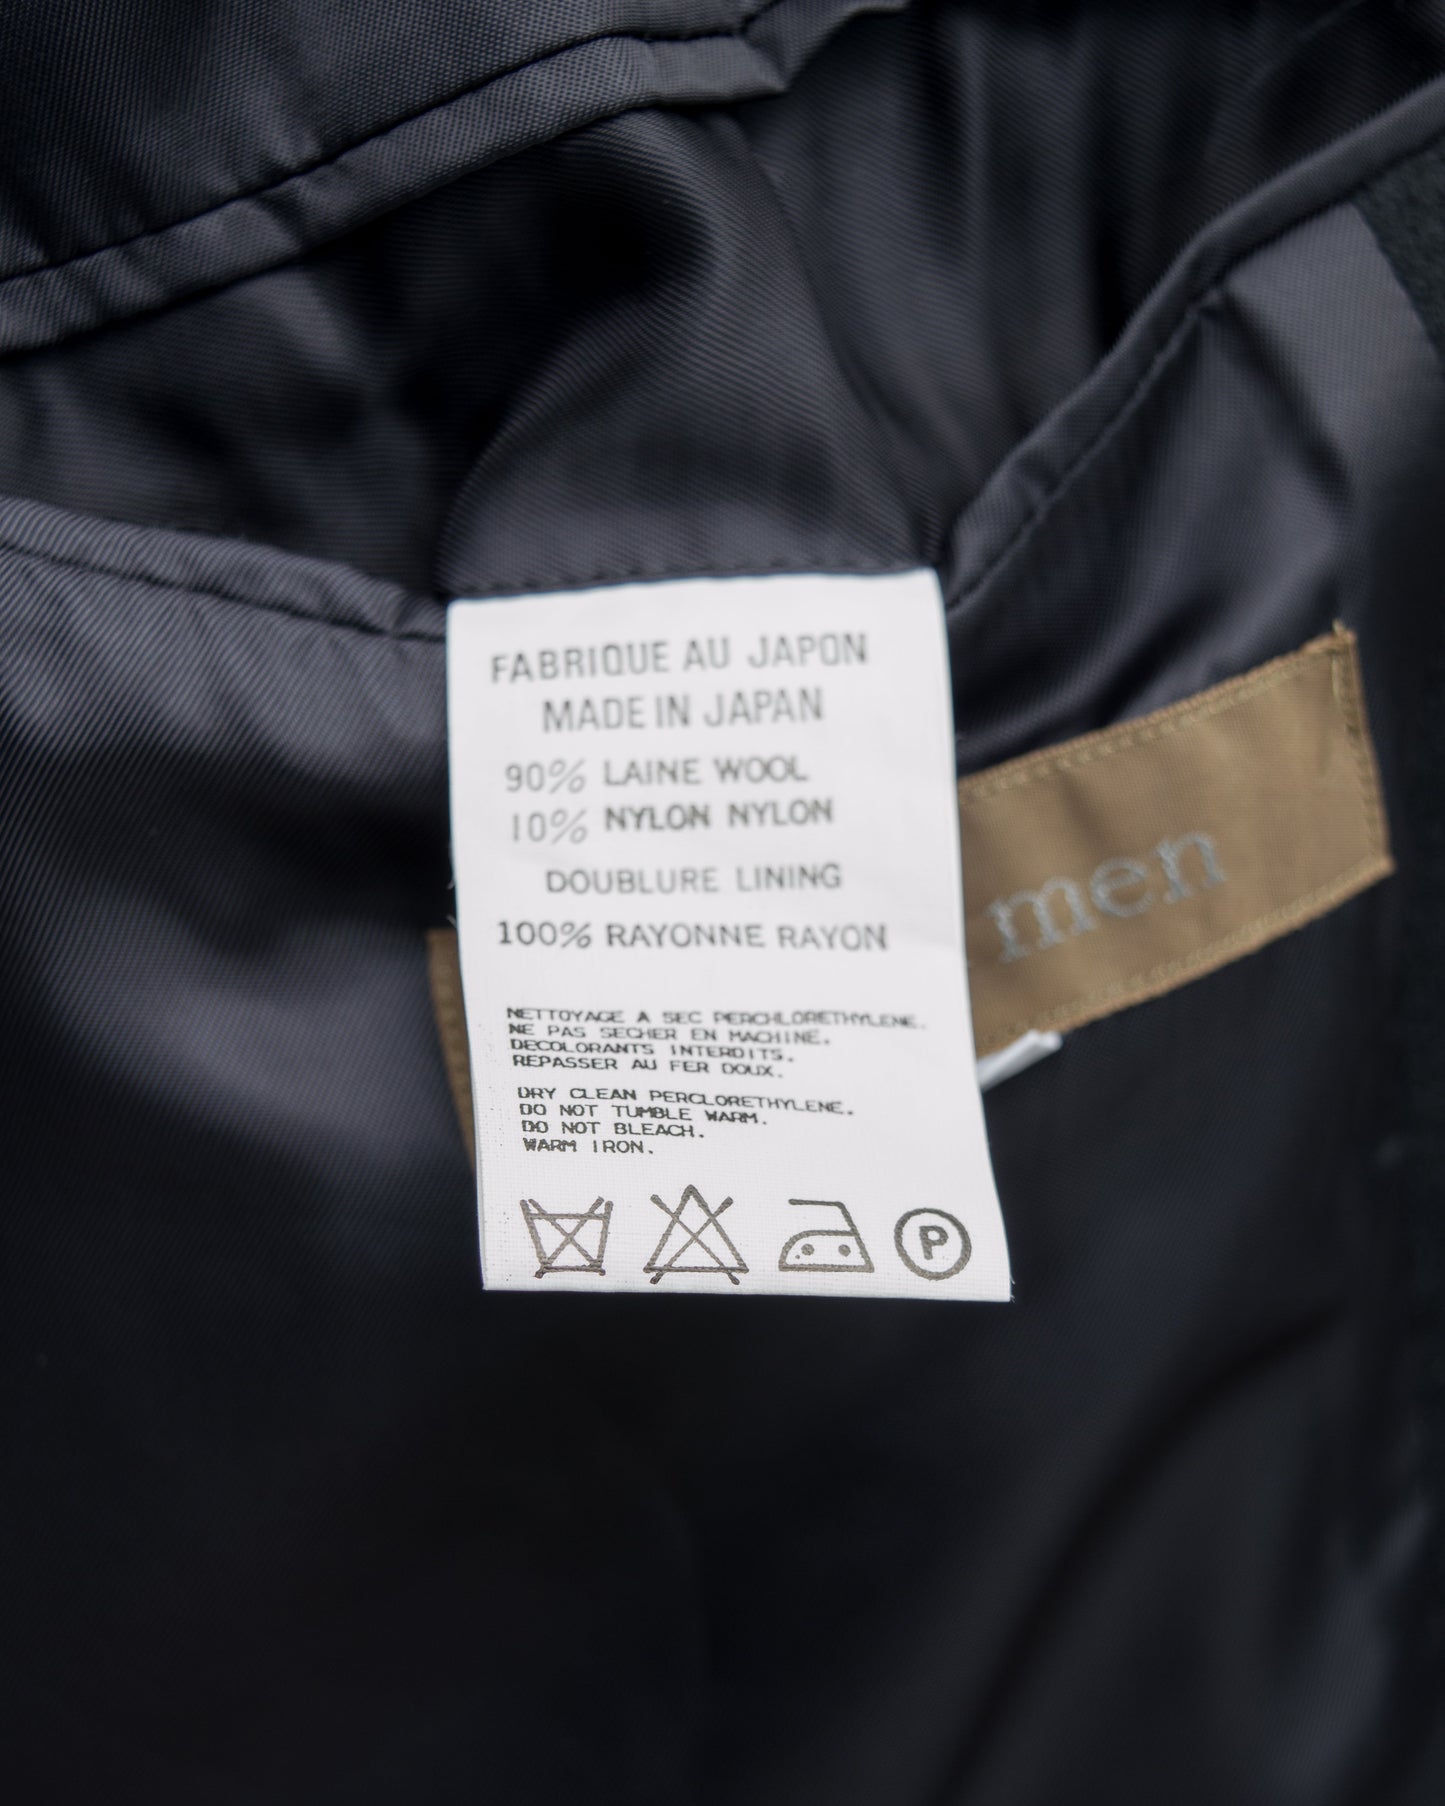 FABRIQUE AU JAPON
MADE IN JAPAN
90% LAINE WOOL
10% NYLON NYLON
DOUBLURE LINING
100% RAYONNE RAYON
NETTOYAGE A SEC PERCHLORETHYLENE.
NE PAS SECHER EN MACHINE.
DECOLORANTS INTERDITS.
REPASSER AU FER DOUX.
DRY CLEAN PERCLORETHYLENE.
DO NOT TUMBLE WARM.
DO NOT BLEACH.
WARM IRON.
P
men